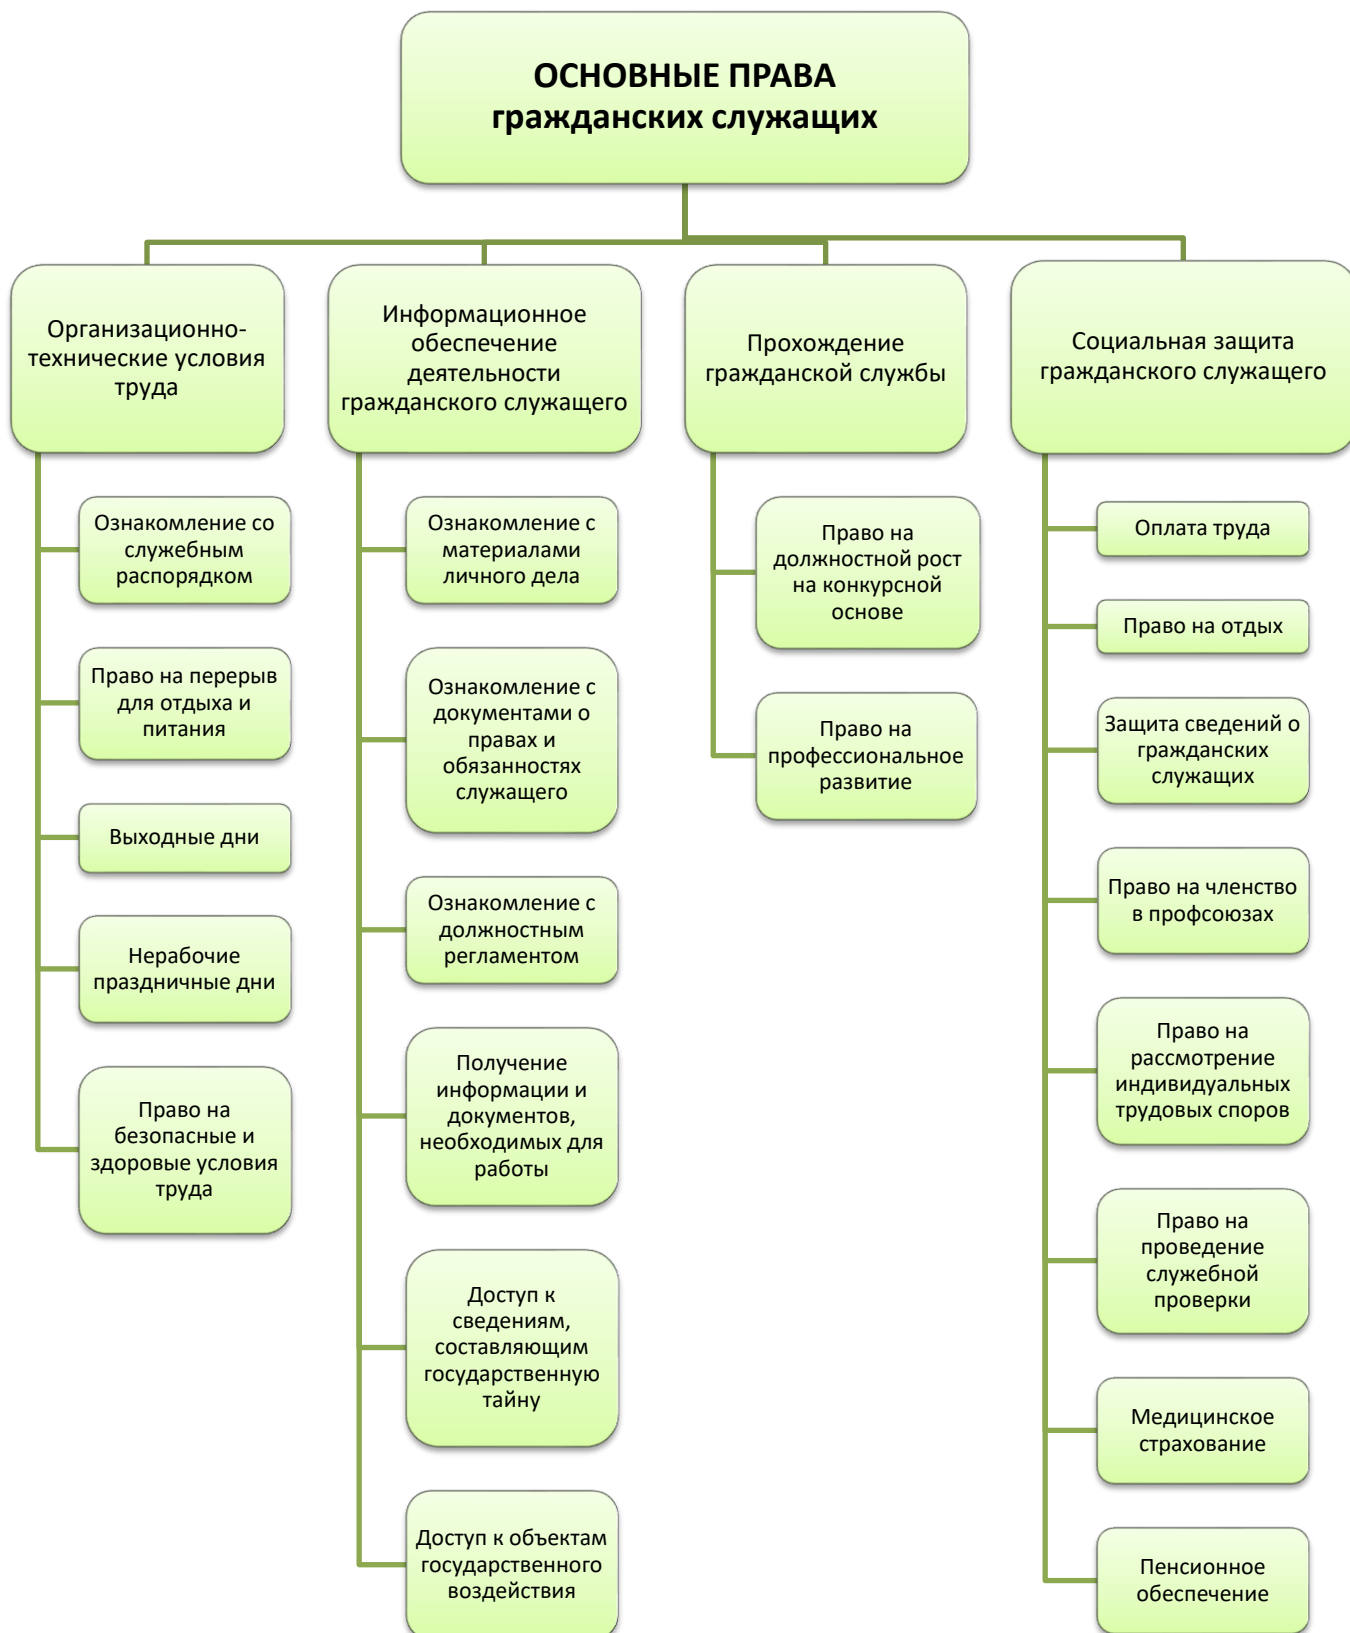 ОСНОВНЫЕ ПРАВА
гражданских служащих
Организационно-
технические условия
труда
Ознакомление со
служебным
распорядком
Право на перерыв
для отдыха и
питания
Выходные дни
Нерабочие
праздничные дни
Право на
безопасные и
здоровые условия
труда
Информационное
обеспечение
деятельности
гражданского служащего
Ознакомление с
материалами
личного дела
Ознакомление с
документами о
правах и
обязанностях
служащего
Ознакомление с
должностным
регламентом
Получение
информации и
документов,
необходимых для
работы
Доступ к
сведениям,
составляющим
государственную
тайну
Доступ к объектам
государственного
воздействия
Прохождение
гражданской службы
Право на
должностной рост
на конкурсной
основе
Право на
профессиональное
развитие
Социальная защита
гражданского служащего
Оплата труда
Право на отдых
Защита сведений о
гражданских
служащих
Право на членство
в профсоюзах
Право на
рассмотрение
индивидуальных
трудовых споров
Право на
проведение
служебной
проверки
Медицинское
страхование
Пенсионное
обеспечение